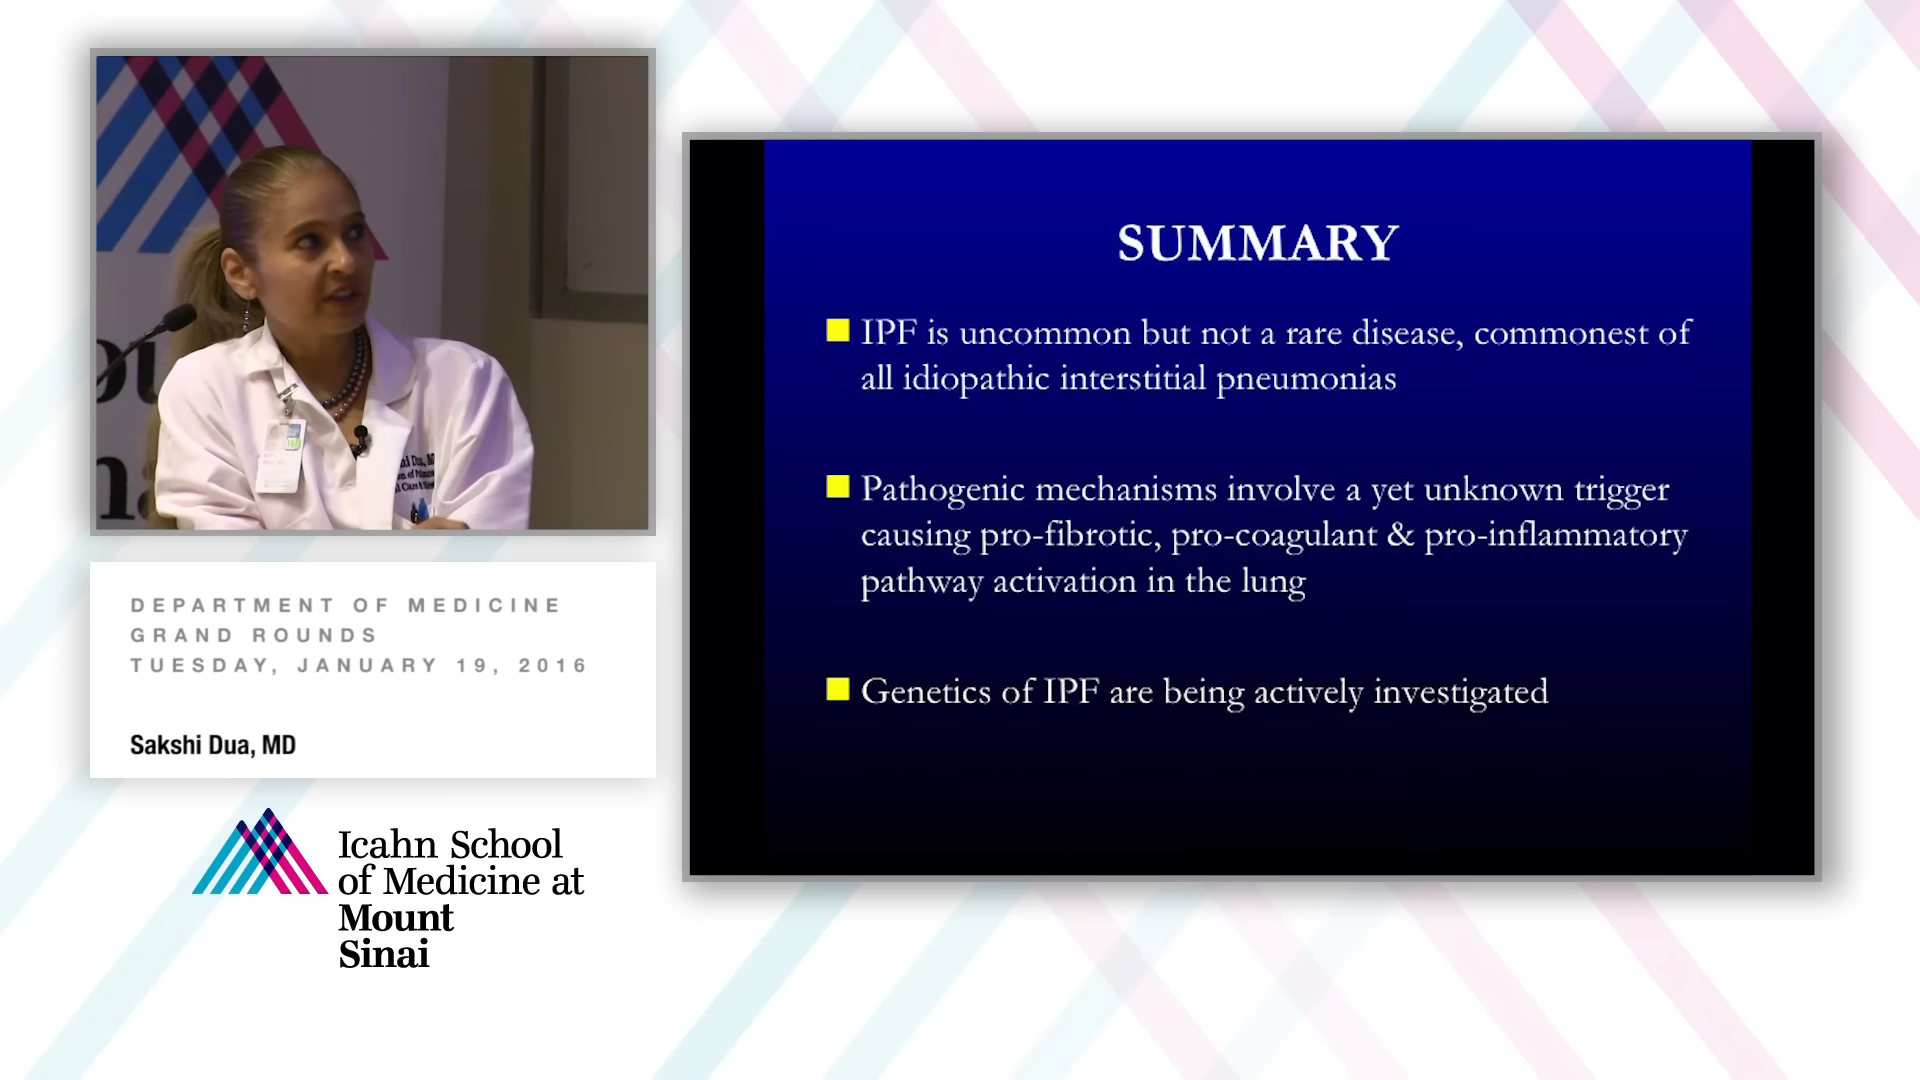 DEPARTMENT OF MEDICINE
GRAND ROUNDS
TUESDAY, JANUARY 19, 2016
Sakshi Dua, MD
Icahn School
of Medicine at
Mount
Sinai
SUMMARY
IPF is uncommon but not a rare disease, commonest of
all idiopathic interstitial pneumonias
Pathogenic mechanisms involve a yet unknown trigger
causing pro-fibrotic, pro-coagulant & pro-inflammatory
pathway activation in the lung
Genetics of IPF are being actively investigated